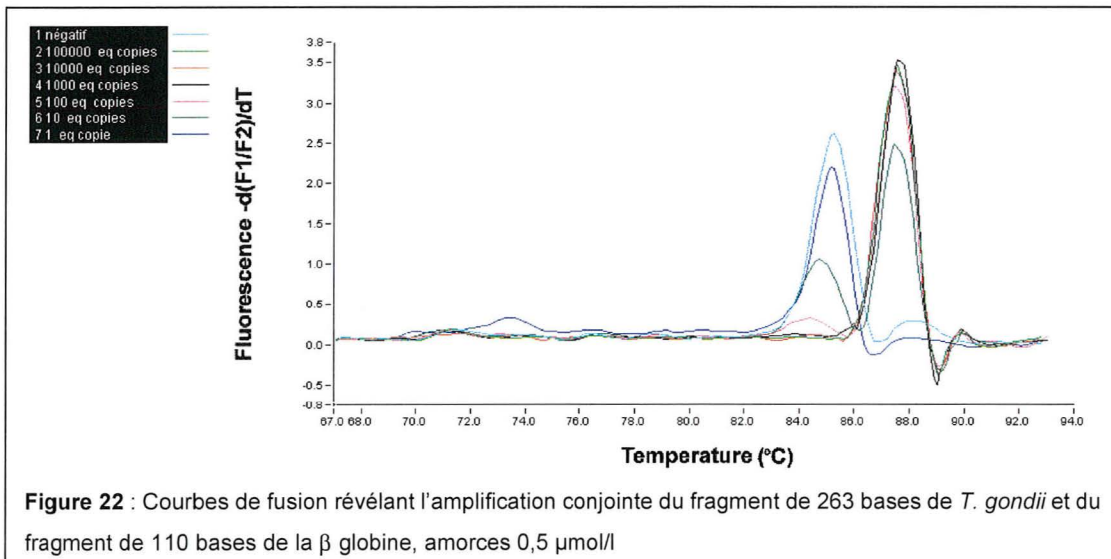 1 négatif
2 100000 eq copies
3 10000 eq copies
4 1000 eq copies
5 100 eq copies
6 10 eq copies
7 1 eq copie
Fluorescence -d(F1/F2)/dT
3.8
3.5
3.0
2.5
2.0
1.5
1.0
0.5
0.0
-0.5
-0.8
67.0 68.0 70.0 72.0 74.0 76.0 78.0 80.0 82.0 84.0 86.0 88.0 90.0 92.0 94.0
Temperature (°C)
Figure 22 : Courbes de fusion révélant l'amplification conjointe du fragment de 263 bases de T. gondii et du
fragment de 110 bases de la β globine, amorces 0,5 µmol/l